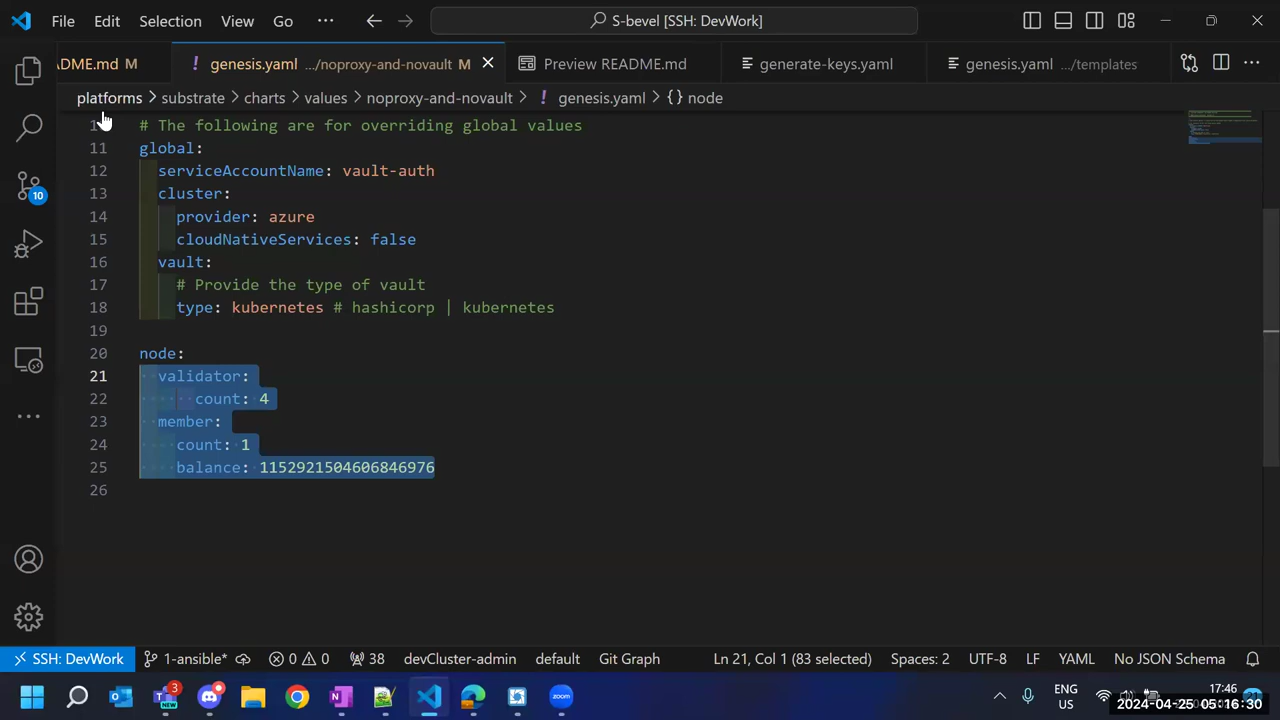 File Edit Selection View Go ··· S-bevel [SSH: DevWork]
ADME.md M genesis.yaml .../noproxy-and-novault M Preview README.md generate-keys.yaml genesis.yaml .../templates
platforms > substrate > charts > values > noproxy-and-novault > ! genesis.yaml > {} node
# The following are for overriding global values
11 global:
12 serviceAccountName: vault-auth
13 cluster:
14 provider: azure
15 cloudNativeServices: false
16 vault:
17 # Provide the type of vault
18 type: kubernetes # hashicorp | kubernetes
19
20 node:
21 validator:
22 count: 4
23 member:
24 count: 1
25 balance: 1152921504606846976
26
10
SSH: DevWork 1-ansible* 0 0 38 devCluster-admin default Git Graph Ln 21, Col 1 (83 selected) Spaces: 2 UTF-8 LF YAML No JSON Schema
3 NEW zoom ENG US 17:46
2024-04-25 05:16:30